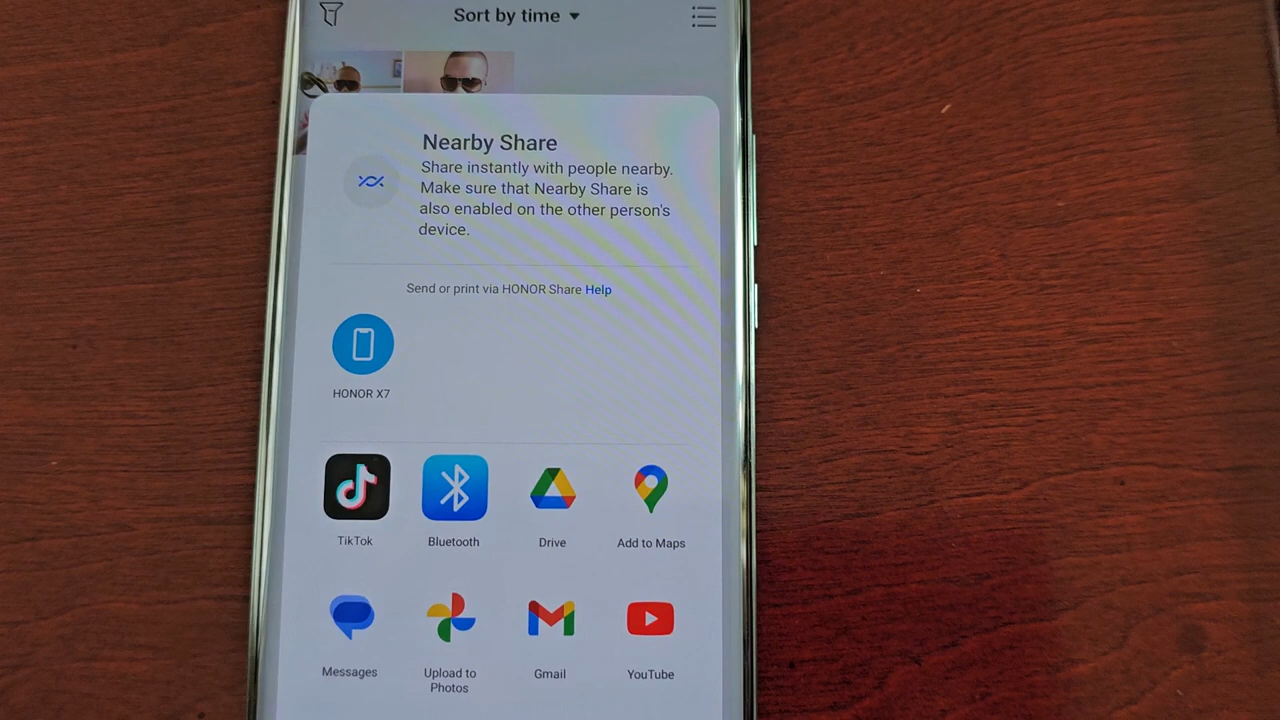 Sort by time
Nearby Share
Share instantly with people nearby.
Make sure that Nearby Share is
also enabled on the other person's
device.
Send or print via HONOR Share Help
HONOR X7
TikTok
Bluetooth
Drive
Add to Maps
Messages
Upload to
Photos
Gmail
YouTube